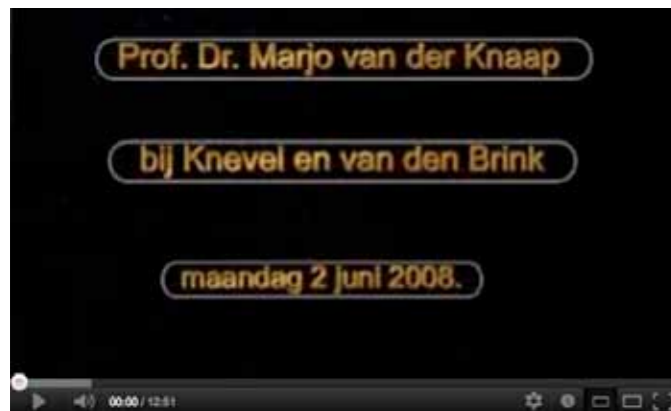 Prof. Dr. Marjo van der Knaap
bij Knevel en van den Brink
maandag 2 juni 2008.
00:00 / 12:51